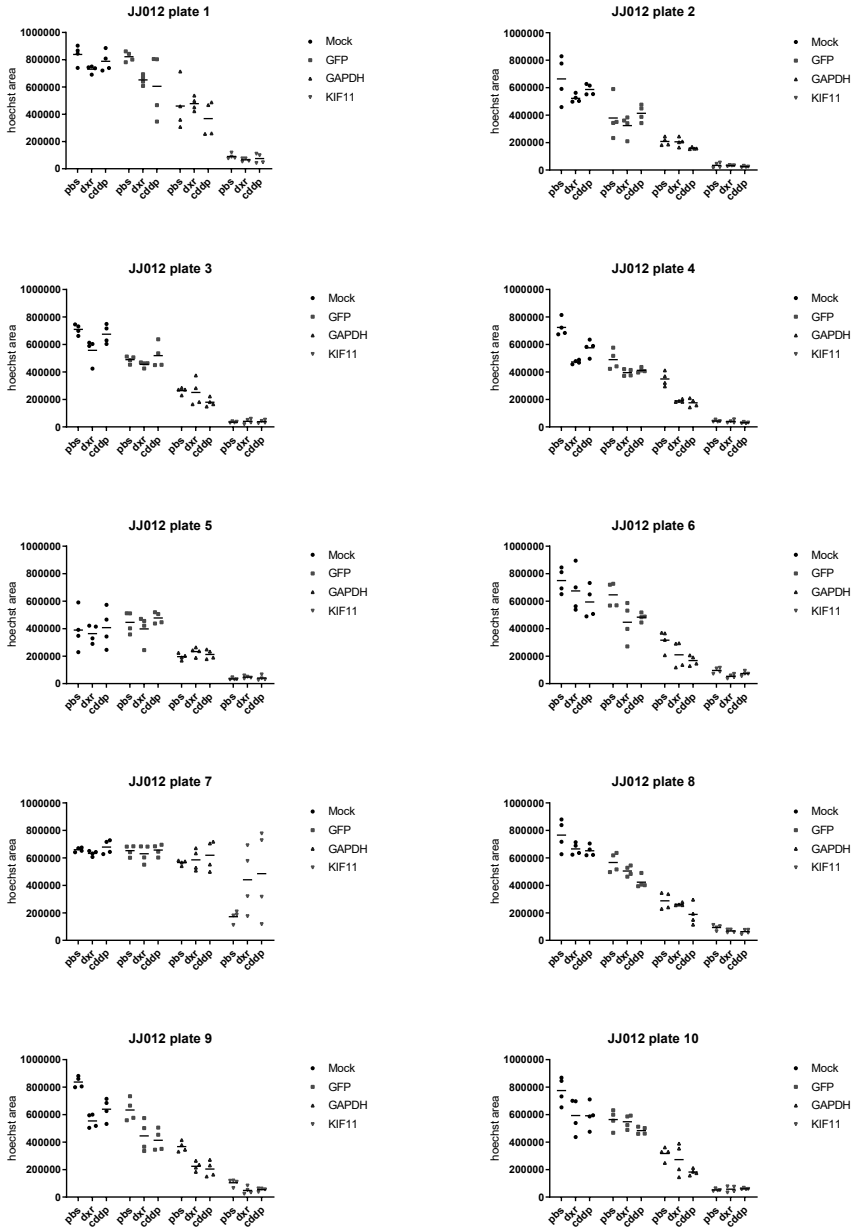 JJ012 plate 1
hoechst area
1000000
800000
600000
400000
200000
0
pbs
dxr
cddp
pbs
dxr
cddp
pbs
dxr
cddp
pbs
dxr
cddp
Mock
GFP
GAPDH
KIF11
JJ012 plate 2
hoechst area
1000000
800000
600000
400000
200000
0
pbs
dxr
cddp
pbs
dxr
cddp
pbs
dxr
cddp
pbs
dxr
cddp
Mock
GFP
GAPDH
KIF11
JJ012 plate 3
hoechst area
1000000
800000
600000
400000
200000
0
pbs
dxr
cddp
pbs
dxr
cddp
pbs
dxr
cddp
pbs
dxr
cddp
Mock
GFP
GAPDH
KIF11
JJ012 plate 4
hoechst area
1000000
800000
600000
400000
200000
0
pbs
dxr
cddp
pbs
dxr
cddp
pbs
dxr
cddp
pbs
dxr
cddp
Mock
GFP
GAPDH
KIF11
JJ012 plate 5
hoechst area
1000000
800000
600000
400000
200000
0
pbs
dxr
cddp
pbs
dxr
cddp
pbs
dxr
cddp
pbs
dxr
cddp
Mock
GFP
GAPDH
KIF11
JJ012 plate 6
hoechst area
1000000
800000
600000
400000
200000
0
pbs
dxr
cddp
pbs
dxr
cddp
pbs
dxr
cddp
pbs
dxr
cddp
Mock
GFP
GAPDH
KIF11
JJ012 plate 7
hoechst area
1000000
800000
600000
400000
200000
0
pbs
dxr
cddp
pbs
dxr
cddp
pbs
dxr
cddp
pbs
dxr
cddp
Mock
GFP
GAPDH
KIF11
JJ012 plate 8
hoechst area
1000000
800000
600000
400000
200000
0
pbs
dxr
cddp
pbs
dxr
cddp
pbs
dxr
cddp
pbs
dxr
cddp
Mock
GFP
GAPDH
KIF11
JJ012 plate 9
hoechst area
1000000
800000
600000
400000
200000
0
pbs
dxr
cddp
pbs
dxr
cddp
pbs
dxr
cddp
pbs
dxr
cddp
Mock
GFP
GAPDH
KIF11
JJ012 plate 10
hoechst area
1000000
800000
600000
400000
200000
0
pbs
dxr
cddp
pbs
dxr
cddp
pbs
dxr
cddp
pbs
dxr
cddp
Mock
GFP
GAPDH
KIF11